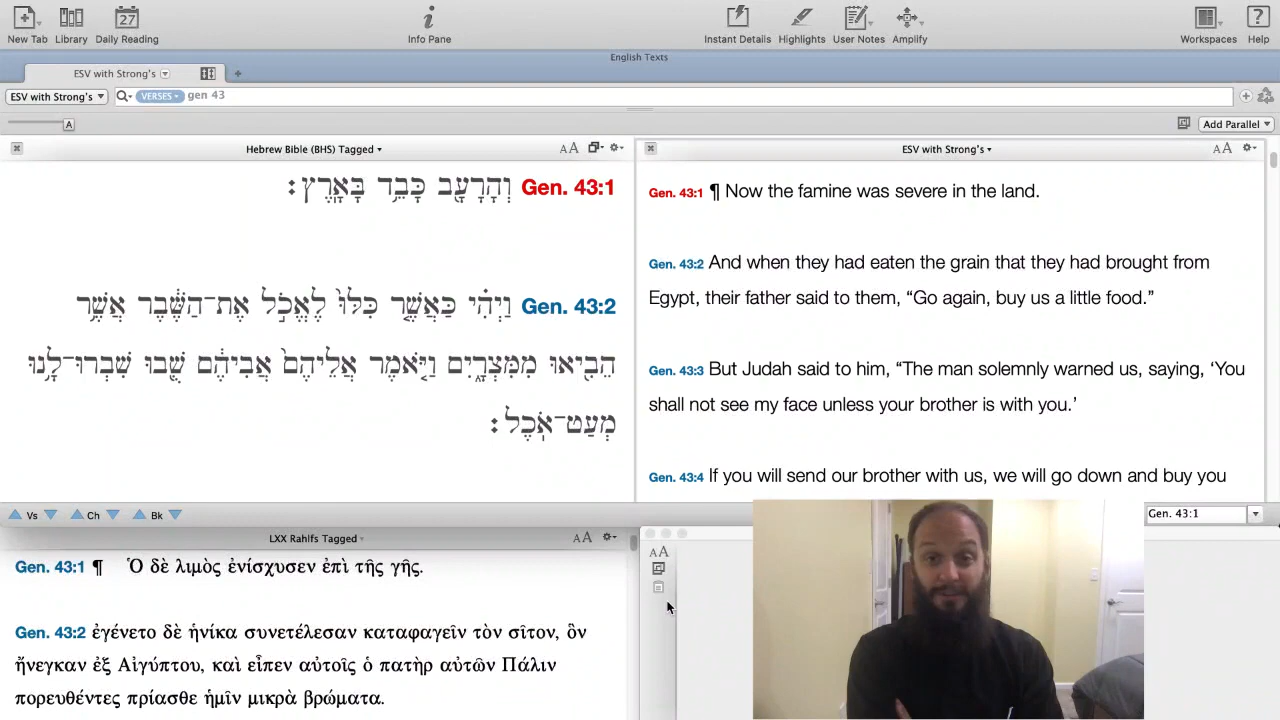 New Tab Library Daily Reading Info Pane Instant Details Highlights User Notes Amplify Workspaces Help
27
English Texts
ESV with Strong's
ESV with Strong's VERSES gen 43
A Add Parallel
Hebrew Bible (BHS) Tagged AA
Gen. 43:1 וְהָרָעָ֖ב כָּבֵ֥ד בָּאָֽרֶץ׃
Gen. 43:2 וַיְהִ֗י כַּאֲשֶׁ֤ר כִּלּוּ֙ לֶאֱכֹ֣ל אֶת־הַשֶּׁ֔בֶר אֲשֶׁ֥ר
הֵבִ֖יאוּ מִמִּצְרָ֑יִם וַיֹּ֤אמֶר אֲלֵיהֶם֙ אֲבִיהֶ֔ם שֻׁ֖בוּ שִׁבְרוּ־לָ֥נוּ
מְעַט־אֹֽכֶל׃
ESV with Strong's AA
Gen. 43:1 ¶ Now the famine was severe in the land.
Gen. 43:2 And when they had eaten the grain that they had brought from
Egypt, their father said to them, “Go again, buy us a little food.”
Gen. 43:3 But Judah said to him, “The man solemnly warned us, saying, ‘You
shall not see my face unless your brother is with you.’
Gen. 43:4 If you will send our brother with us, we will go down and buy you
Vs Ch Bk
Gen. 43:1
LXX Rahlfs Tagged AA
Gen. 43:1 ¶ Ὁ δὲ λιμὸς ἐνίσχυσεν ἐπὶ τῆς γῆς.
Gen. 43:2 ἐγένετο δὲ ἡνίκα συνετέλεσαν καταφαγεῖν τὸν σῖτον, ὃν
ἤνεγκαν ἐξ Αἰγύπτου, καὶ εἶπεν αὐτοῖς ὁ πατὴρ αὐτῶν Πάλιν
πορευθέντες πρίασθε ἡμῖν μικρὰ βρώματα.
AA